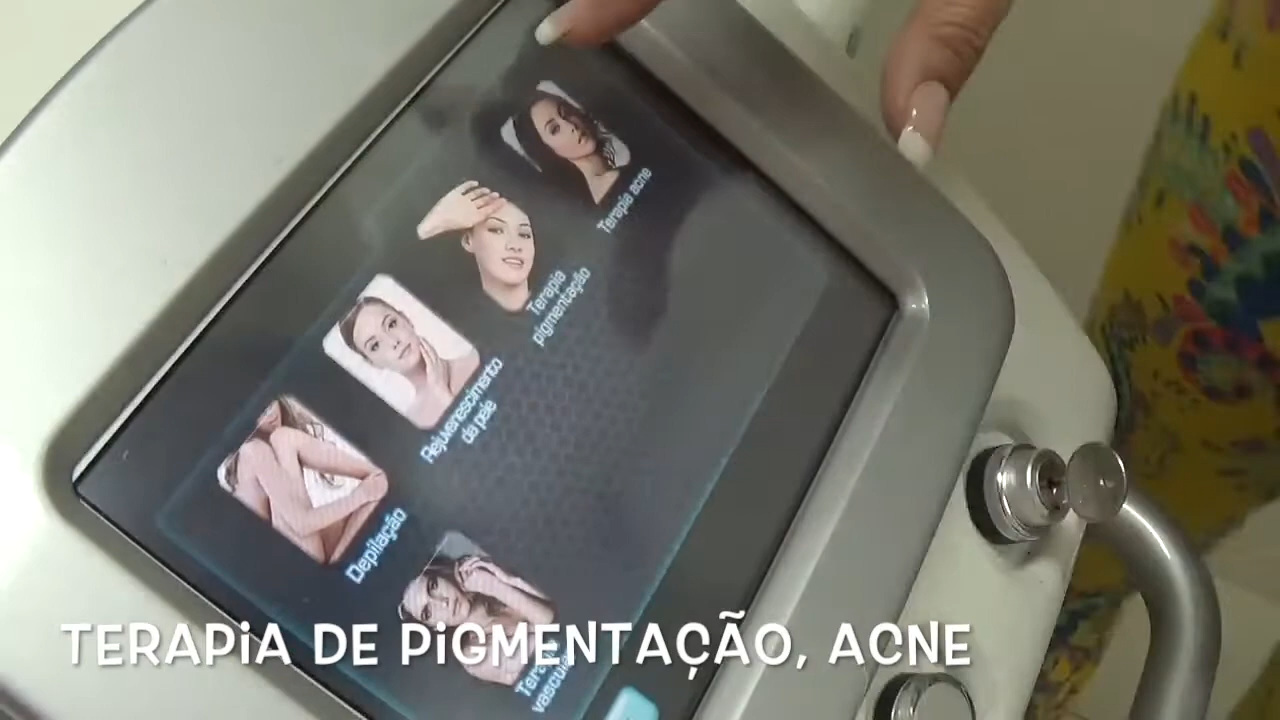 Terapia acne
Terapia
pigmentação
Rejuvenescimento
da pele
Depilação
TERAPIA DE PIGMENTAÇÃO, ACNE